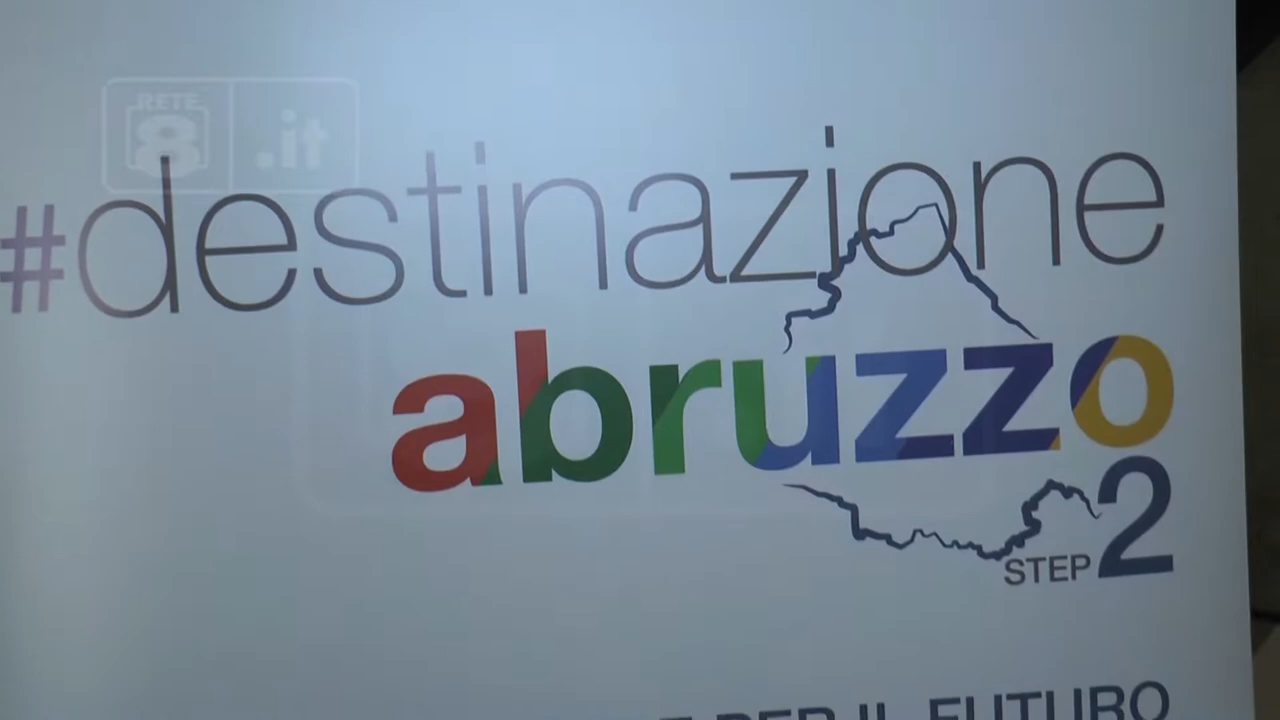 RETE
8 .it
#destinazione
abruzzo
STEP 2
PER IL FUTURO